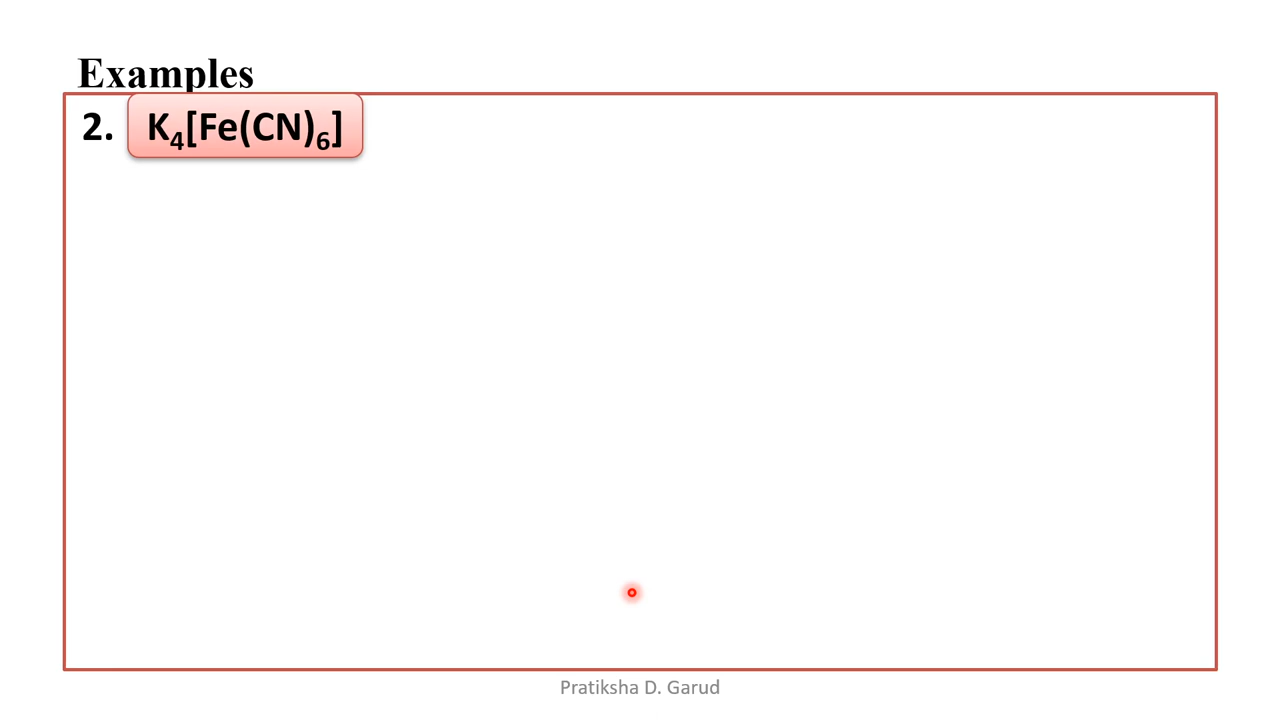 Examples
2. K₄[Fe(CN)₆]
Pratiksha D. Garud